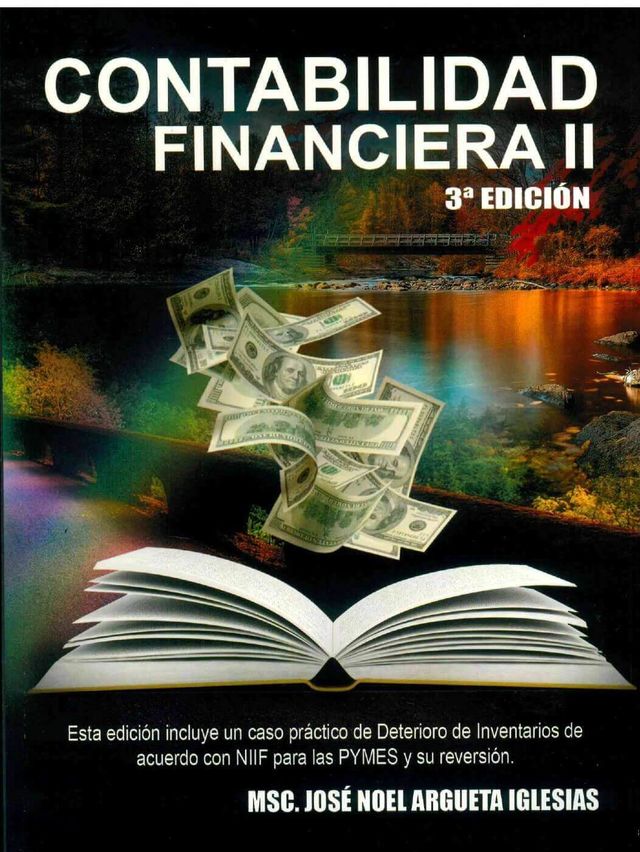 CONTABILIDAD
FINANCIERA II
3ª EDICIÓN
Esta edición incluye un caso práctico de Deterioro de Inventarios de
acuerdo con NIIF para las PYMES y su reversión.
MSC. JOSÉ NOEL ARGUETA IGLESIAS